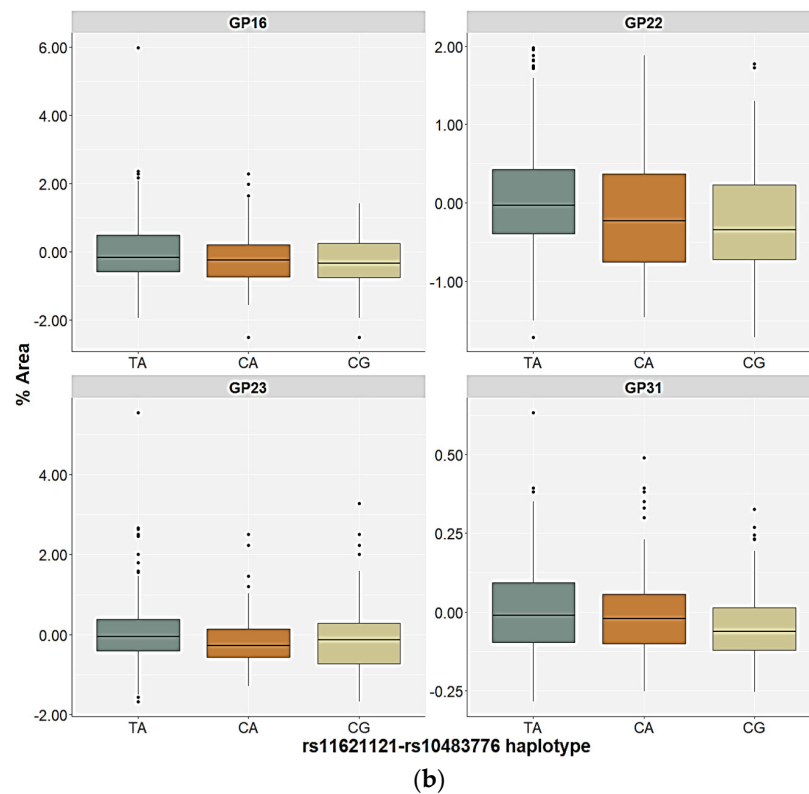 GP16
GP22
6.00
4.00
2.00
0.00
-2.00
2.00
1.00
0.00
-1.00
TA CA CG
TA CA CG
% Area
GP23
GP31
4.00
2.00
0.00
-2.00
0.50
0.25
0.00
-0.25
TA CA CG
TA CA CG
rs11621121-rs10483776 haplotype
(b)